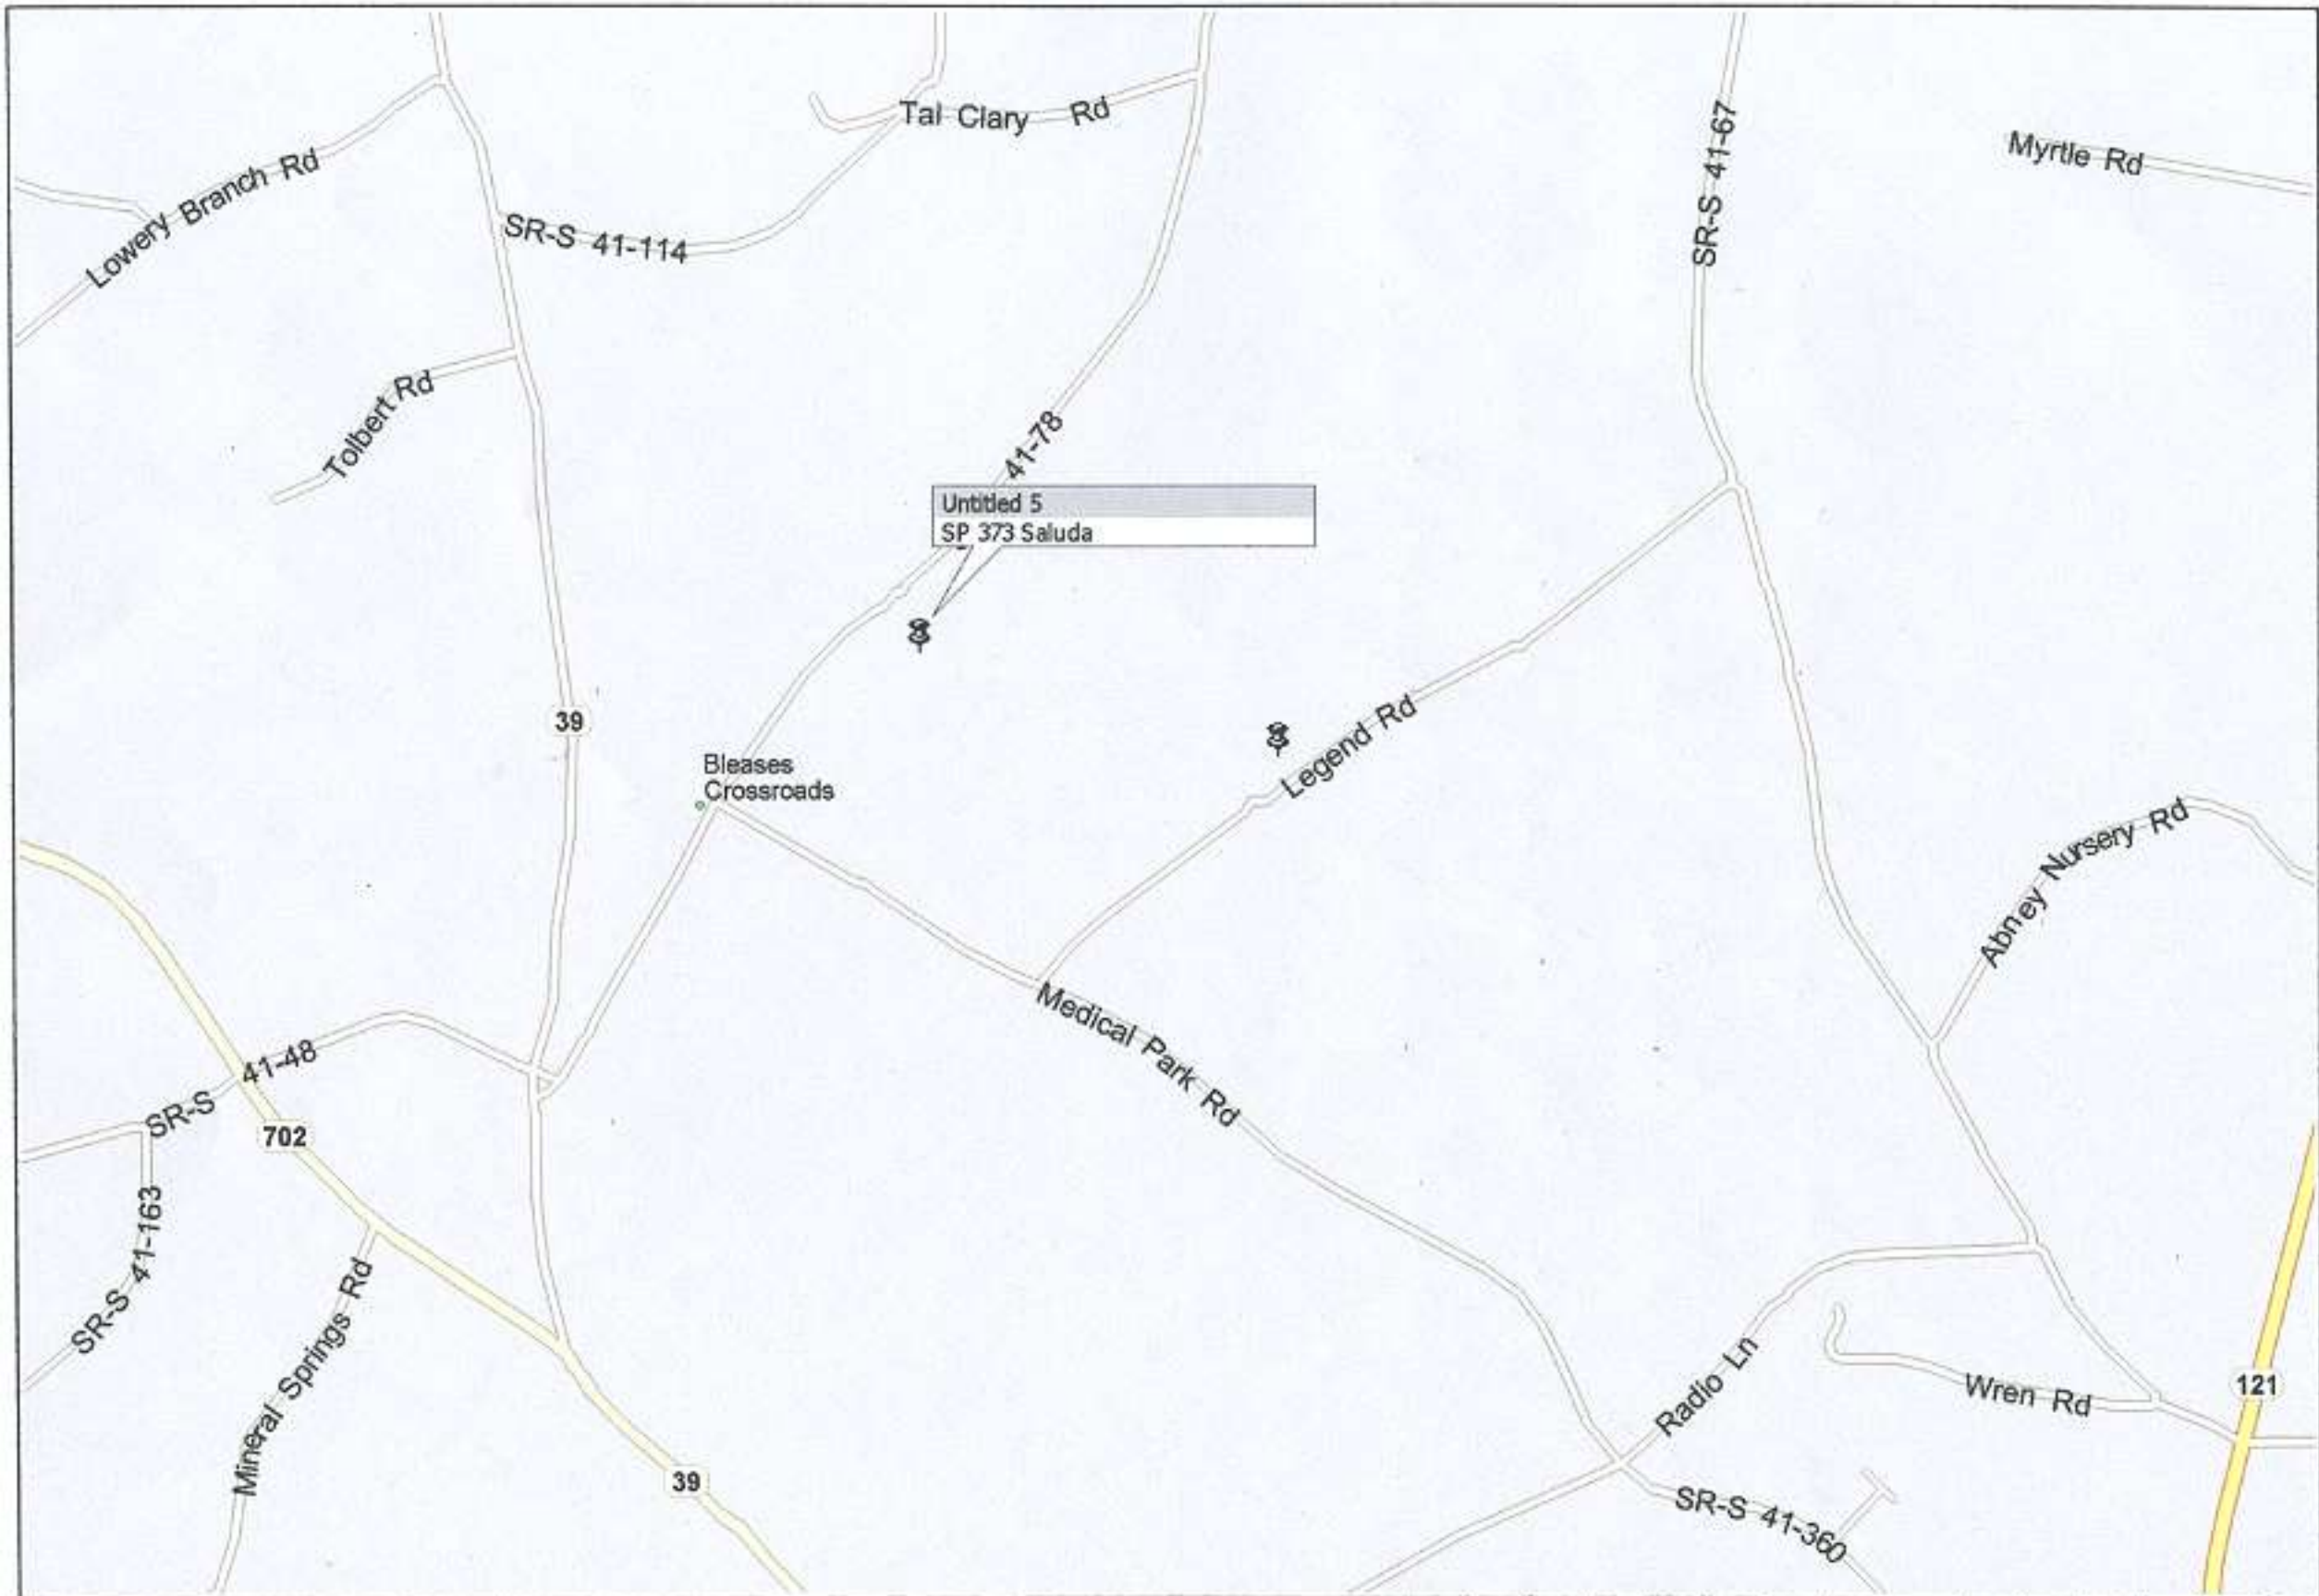 Tal Clary Rd
SR-S 41-67
Myrtle Rd
Lowery Branch Rd
SR-S 41-114
Tolbert Rd
41-78
Untitled 5
SP 373 Saluda
39
Legend Rd
Bleases
Crossroads
Abney Nursery Rd
Medical Park Rd
SR-S 41-48
702
SR-S 41-163
Mineral Springs Rd
Radio Ln
Wren Rd
121
39
SR-S 41-360